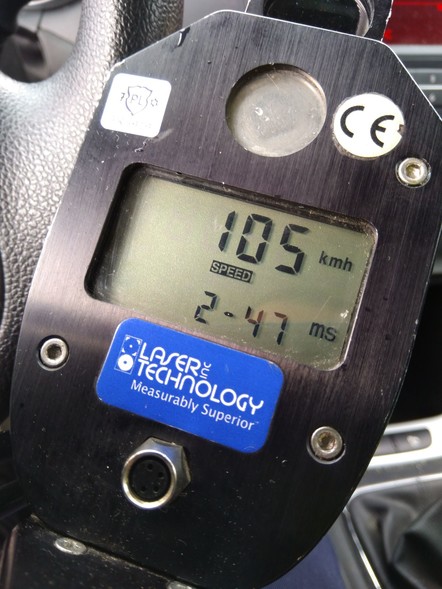 CE
105 kmh
SPEED
2-47 ms
LASER
TECHNOLOGY INC
Measurably Superior